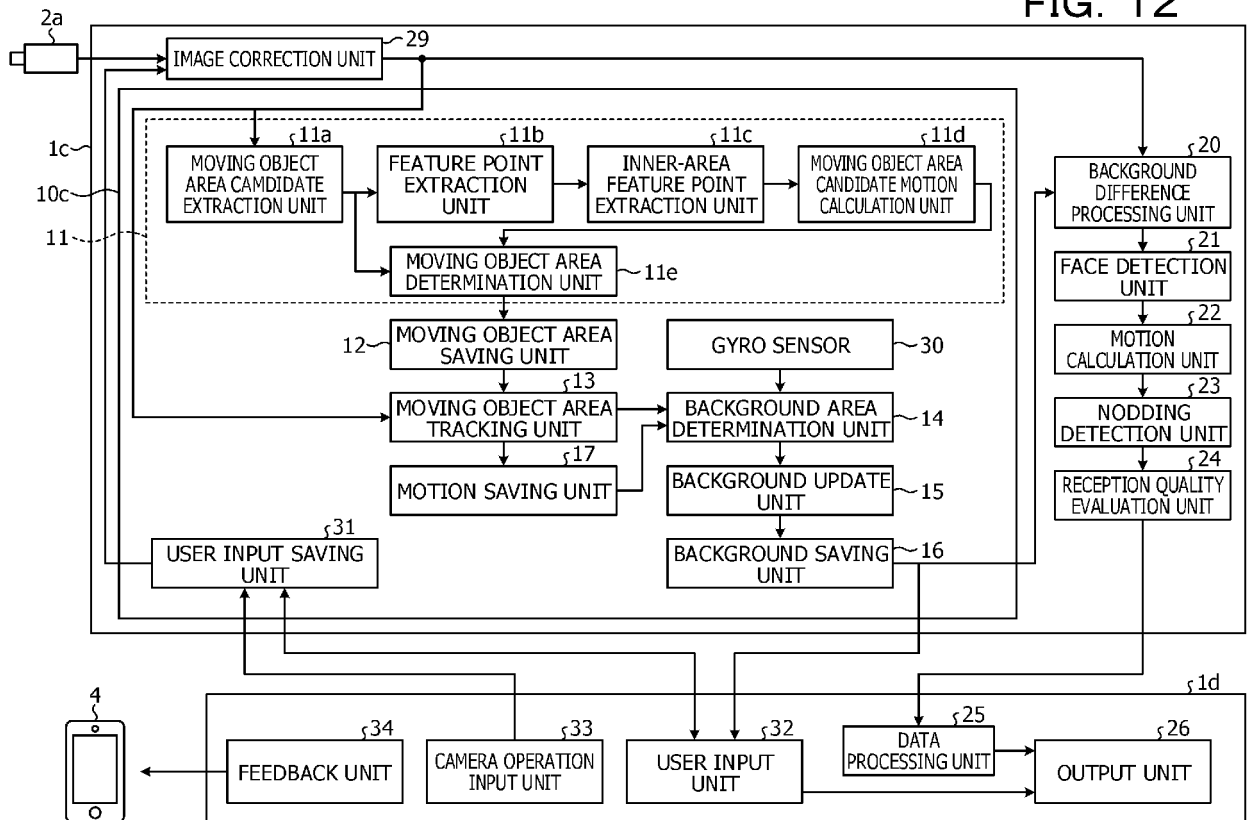 FIG. 12
2a
29
IMAGE CORRECTION UNIT
1c
10c
11
11a
MOVING OBJECT
AREA CAMDIDATE
EXTRACTION UNIT
11b
FEATURE POINT
EXTRACTION
UNIT
11c
INNER-AREA
FEATURE POINT
EXTRACTION UNIT
11d
MOVING OBJECT AREA
CANDIDATE MOTION
CALCULATION UNIT
MOVING OBJECT AREA
DETERMINATION UNIT
11e
20
BACKGROUND
DIFFERENCE
PROCESSING UNIT
21
FACE DETECTION
UNIT
22
MOTION
CALCULATION UNIT
23
NODDING
DETECTION UNIT
24
RECEPTION QUALITY
EVALUATION UNIT
12
MOVING OBJECT AREA
SAVING UNIT
GYRO SENSOR
30
13
MOVING OBJECT AREA
TRACKING UNIT
BACKGROUND AREA
DETERMINATION UNIT
14
17
MOTION SAVING UNIT
BACKGROUND UPDATE
UNIT
15
31
USER INPUT SAVING
UNIT
BACKGROUND SAVING
UNIT
16
1d
4
34
FEEDBACK UNIT
33
CAMERA OPERATION
INPUT UNIT
32
USER INPUT
UNIT
25
DATA
PROCESSING UNIT
26
OUTPUT UNIT